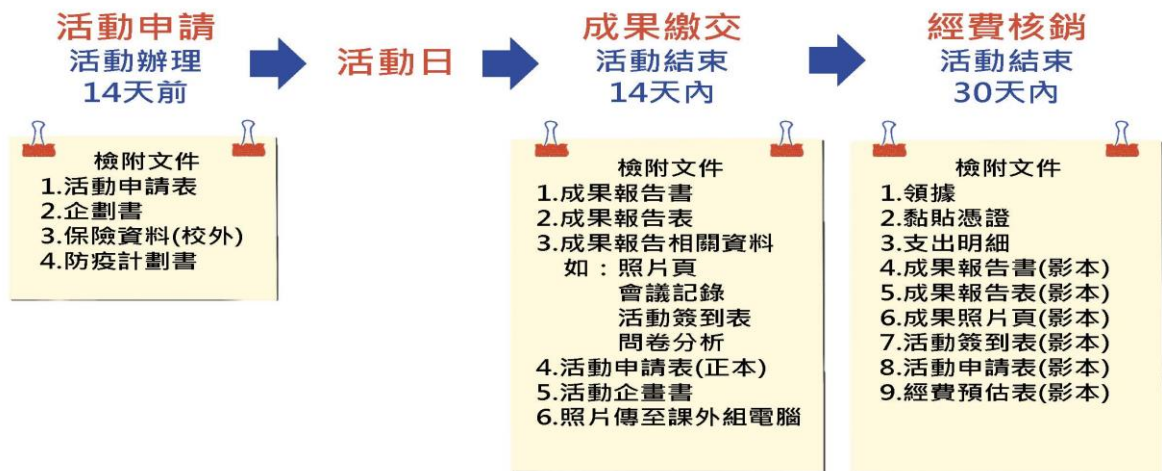 活動申請
活動辦理
14天前
活動日
成果繳交
活動結束
14天內
經費核銷
活動結束
30天內
檢附文件
1.活動申請表
2.企劃書
3.保險資料(校外)
4.防疫計劃書
檢附文件
1.成果報告書
2.成果報告表
3.成果報告相關資料
如：照片頁
會議記錄
活動簽到表
問卷分析
4.活動申請表(正本)
5.活動企畫書
6.照片傳至課外組電腦
檢附文件
1.領據
2.黏貼憑證
3.支出明細
4.成果報告書(影本)
5.成果報告表(影本)
6.成果照片頁(影本)
7.活動簽到表(影本)
8.活動申請表(影本)
9.經費預估表(影本)